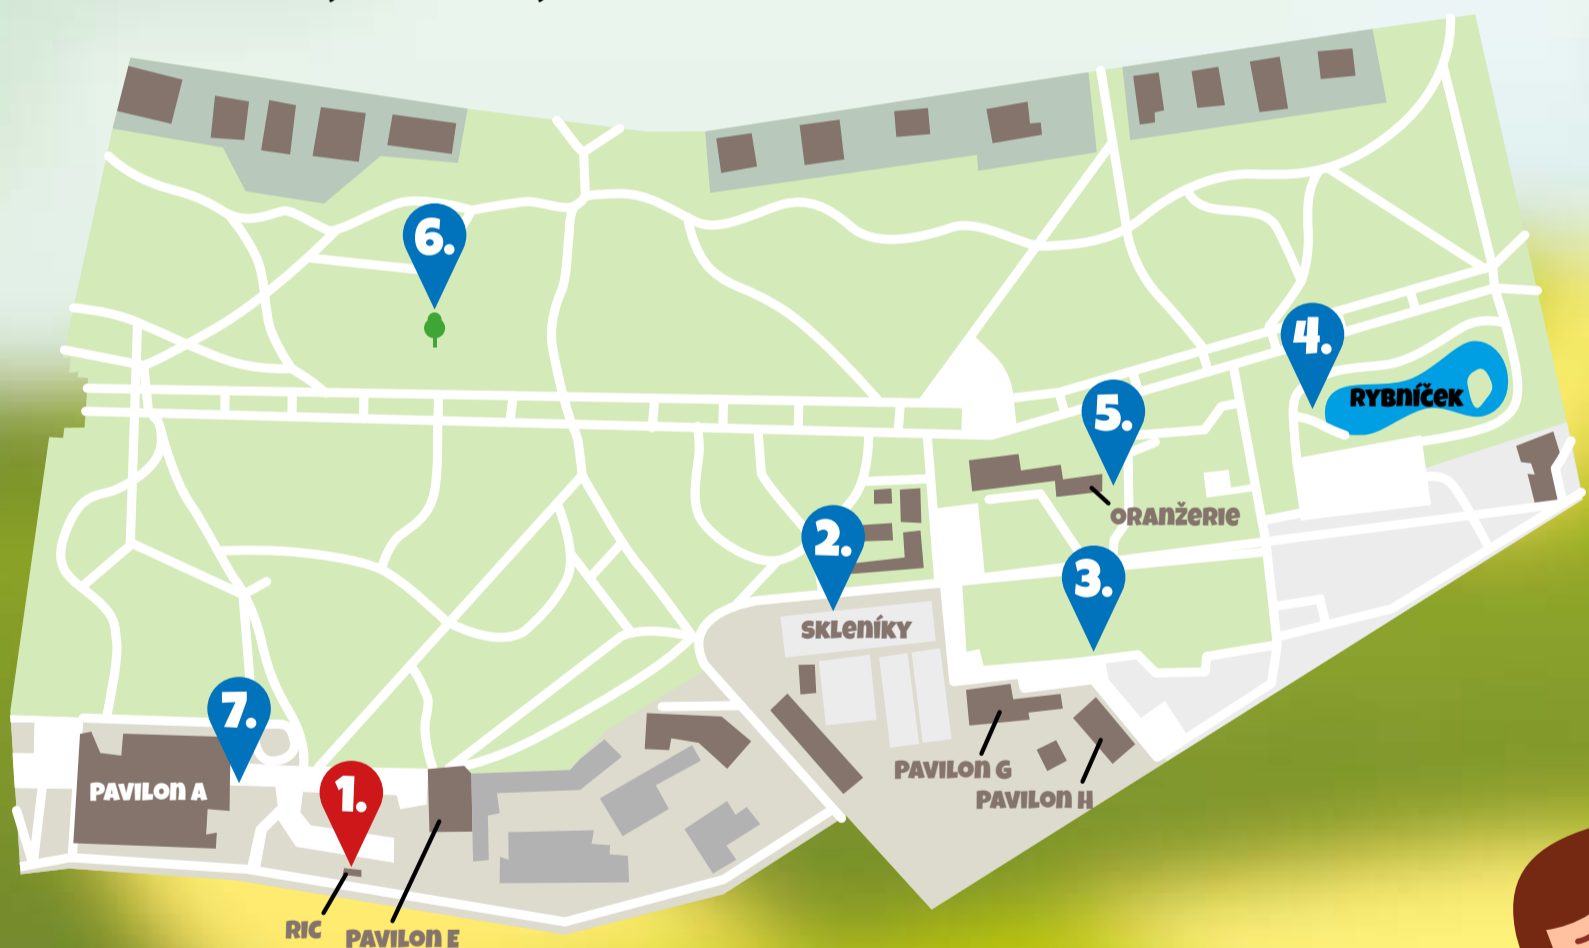 6.
4.
RYBNÍČEK
5.
ORANŽERIE
2.
3.
SKLENÍKY
7.
PAVILON A
1.
PAVILON G
PAVILON H
RIC
PAVILON E